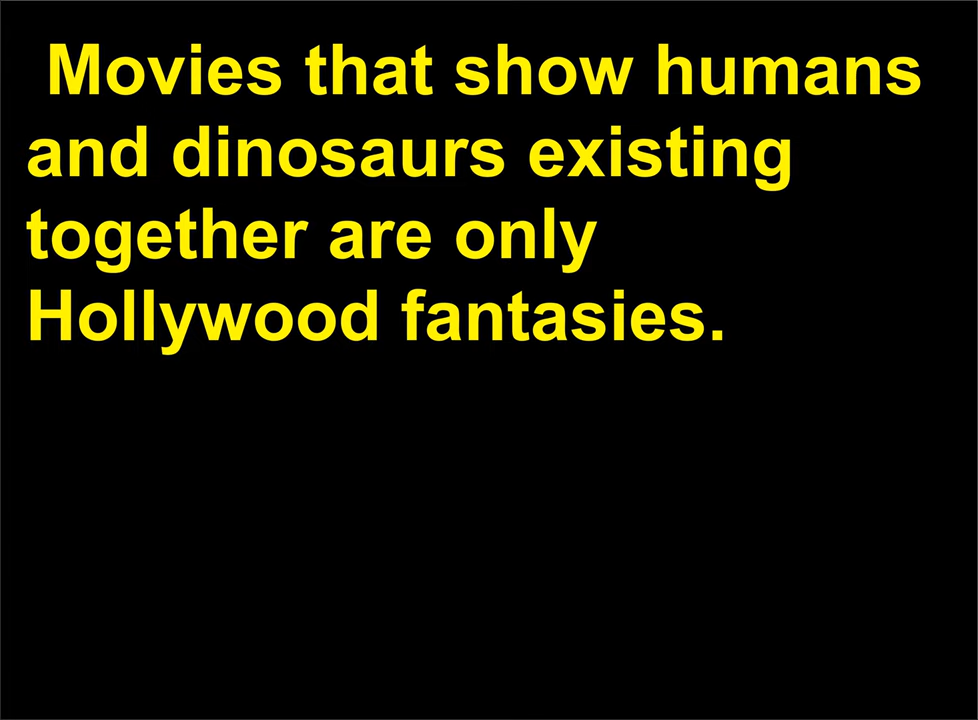 Movies that show humans
and dinosaurs existing
together are only
Hollywood fantasies.